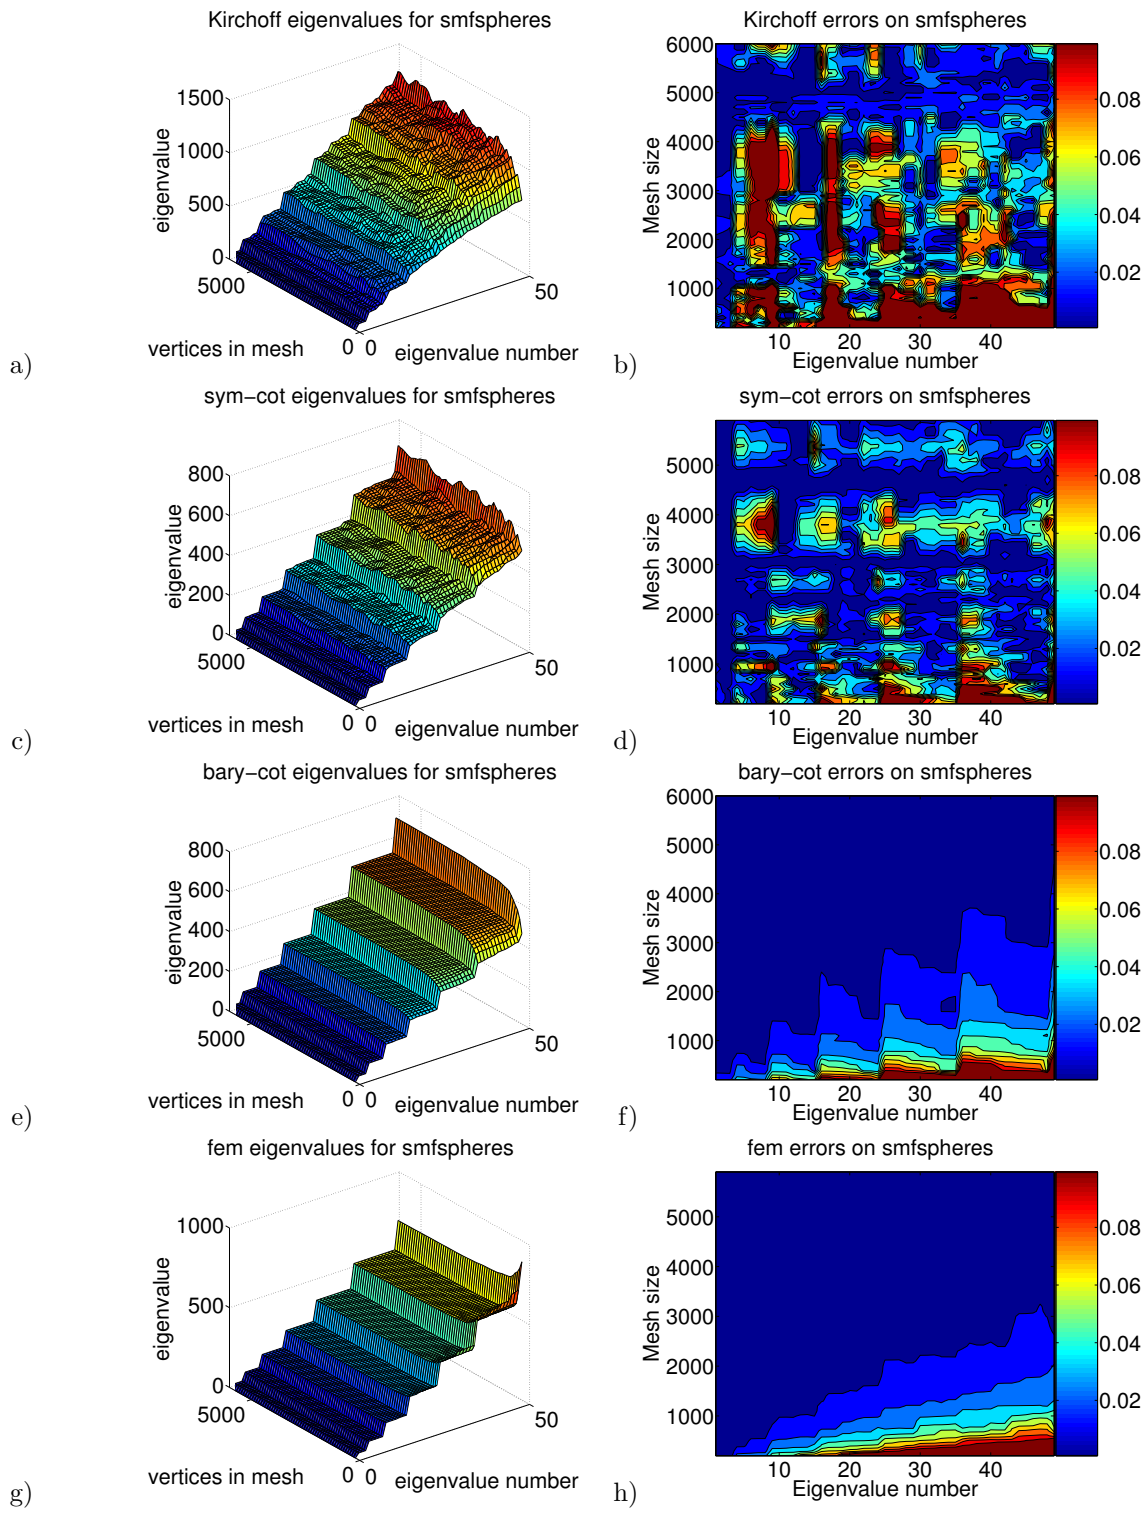 Kirchoff eigenvalues for smfspheres
1500
1000
500
0
eigenvalue
5000
0
0
50
vertices in mesh
eigenvalue number
a)
Kirchoff errors on smfspheres
6000
5000
4000
3000
2000
1000
Mesh size
10
20
30
40
Eigenvalue number
0.08
0.06
0.04
0.02
b)
sym−cot eigenvalues for smfspheres
800
600
400
200
0
eigenvalue
5000
0
0
50
vertices in mesh
eigenvalue number
c)
sym−cot errors on smfspheres
5000
4000
3000
2000
1000
Mesh size
10
20
30
40
Eigenvalue number
0.08
0.06
0.04
0.02
d)
bary−cot eigenvalues for smfspheres
800
600
400
200
0
eigenvalue
5000
0
0
50
vertices in mesh
eigenvalue number
e)
bary−cot errors on smfspheres
6000
5000
4000
3000
2000
1000
Mesh size
10
20
30
40
Eigenvalue number
0.08
0.06
0.04
0.02
f)
fem eigenvalues for smfspheres
1000
500
0
eigenvalue
5000
0
0
50
vertices in mesh
eigenvalue number
g)
fem errors on smfspheres
5000
4000
3000
2000
1000
Mesh size
10
20
30
40
Eigenvalue number
0.08
0.06
0.04
0.02
h)